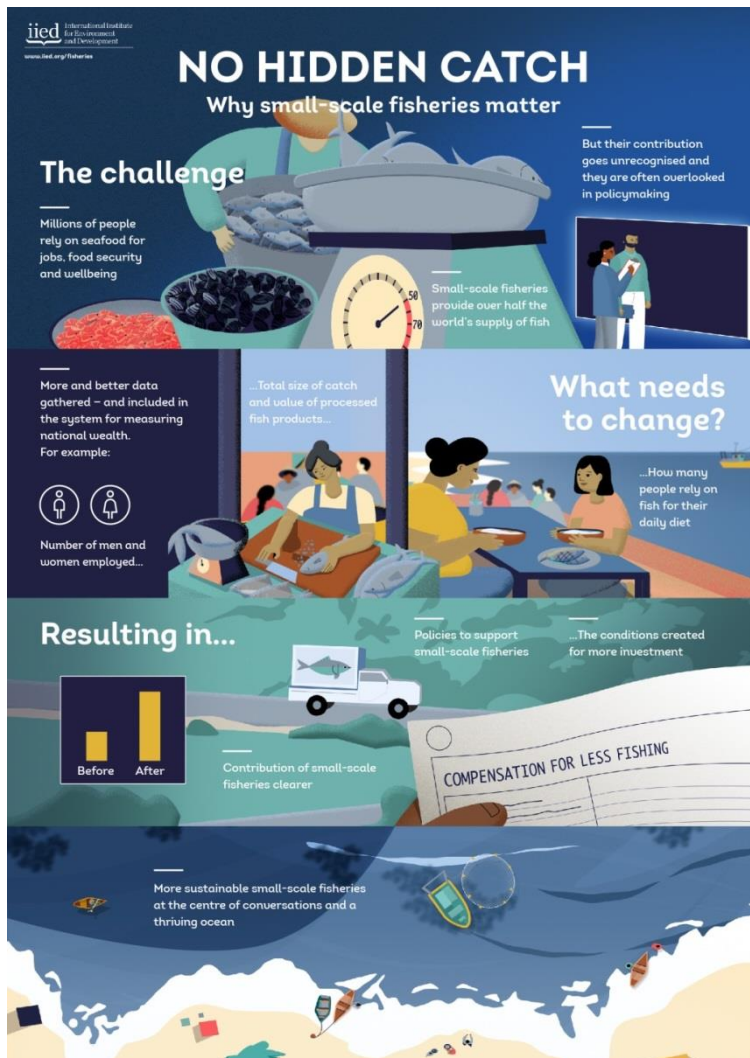 iied
International Institute
for Environment
and Development
www.iied.org/fisheries
NO HIDDEN CATCH
Why small-scale fisheries matter
The challenge
Millions of people
rely on seafood for
jobs, food security
and wellbeing
50
70
Small-scale fisheries
provide over half the
world's supply of fish
But their contribution
goes unrecognised and
they are often overlooked
in policymaking
What needs
to change?
More and better data
gathered – and included in
the system for measuring
national wealth.
For example:
Number of men and
women employed...
...Total size of catch
and value of processed
fish products...
...How many
people rely on
fish for their
daily diet
Resulting in...
Before
After
Contribution of small-scale
fisheries clearer
Policies to support
small-scale fisheries
...The conditions created
for more investment
COMPENSATION FOR LESS FISHING
More sustainable small-scale fisheries
at the centre of conversations and a
thriving ocean